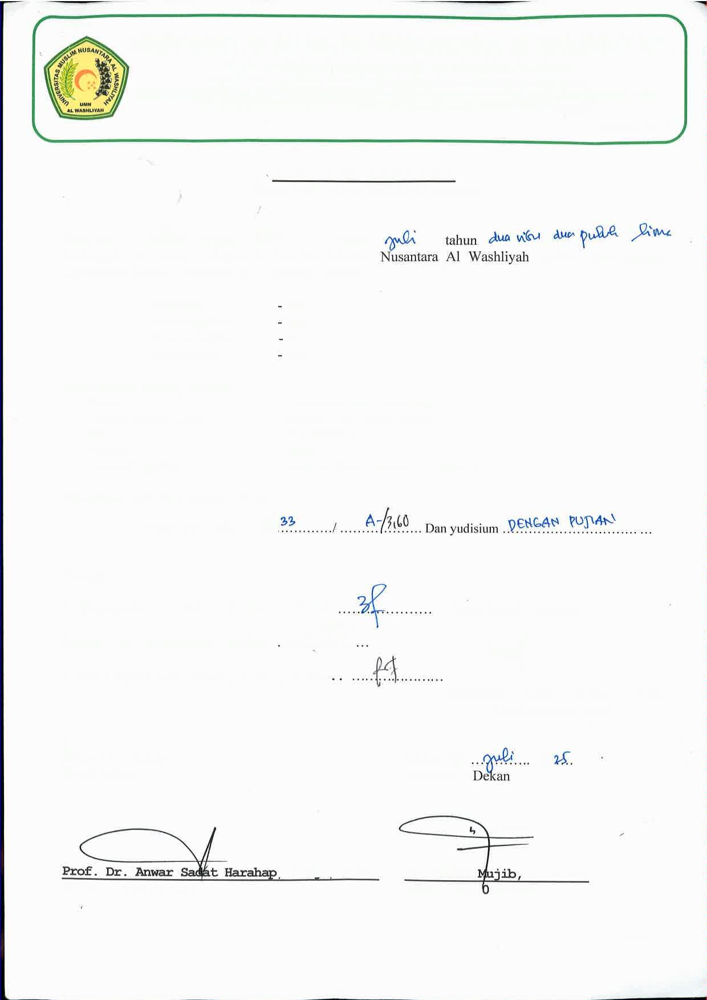 UNIVERSITAS MUSLIM NUSANTARA AL WASHLIYAH
UMN
AL WASHLIYAH
juli tahun dua ribu dua puluh lima
Nusantara Al Washliyah
-
-
-
-
33 ............/ A-/3,60 ................... Dan yudisium DENGAN PUJIAN ...................................
......................
. ...
.. ......................
juli 25..
Dekan
Prof. Dr. Anwar Sadat Harahap
Mujib,